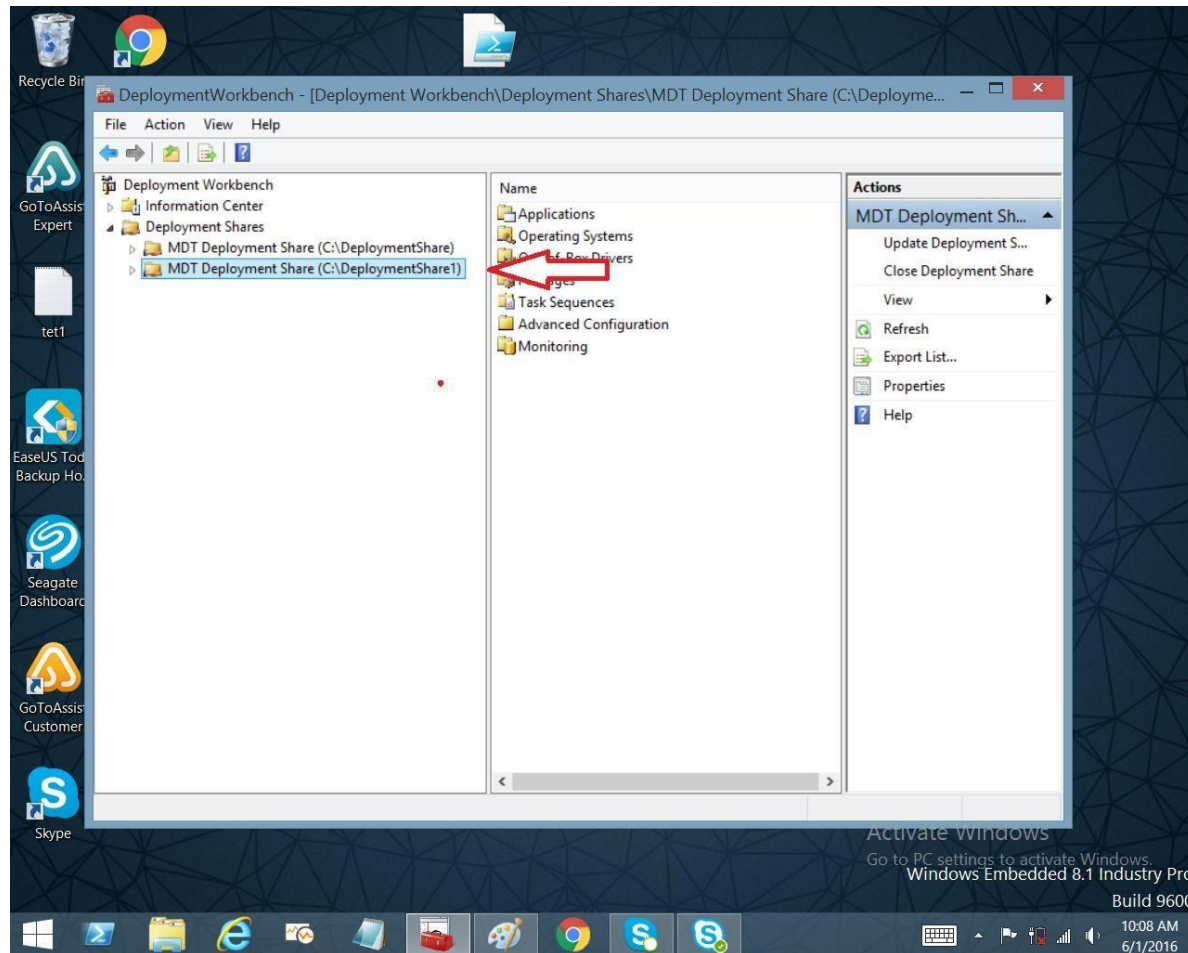 Recycle Bin
GoToAssist
Expert
tet1
EaseUS Tod
Backup Ho..
Seagate
Dashboard
GoToAssist
Customer
Skype
DeploymentWorkbench - [Deployment Workbench\Deployment Shares\MDT Deployment Share (C:\Deployme...
File Action View Help
Deployment Workbench
Information Center
Deployment Shares
MDT Deployment Share (C:\DeploymentShare)
MDT Deployment Share (C:\DeploymentShare1)
Name
Applications
Operating Systems
Drivers
Task Sequences
Advanced Configuration
Monitoring
Actions
MDT Deployment Sh...
Update Deployment S...
Close Deployment Share
View
Refresh
Export List...
Properties
Help
Activate Windows
Go to PC settings to activate Windows.
Windows Embedded 8.1 Industry Pro
Build 9600
10:08 AM
6/1/2016